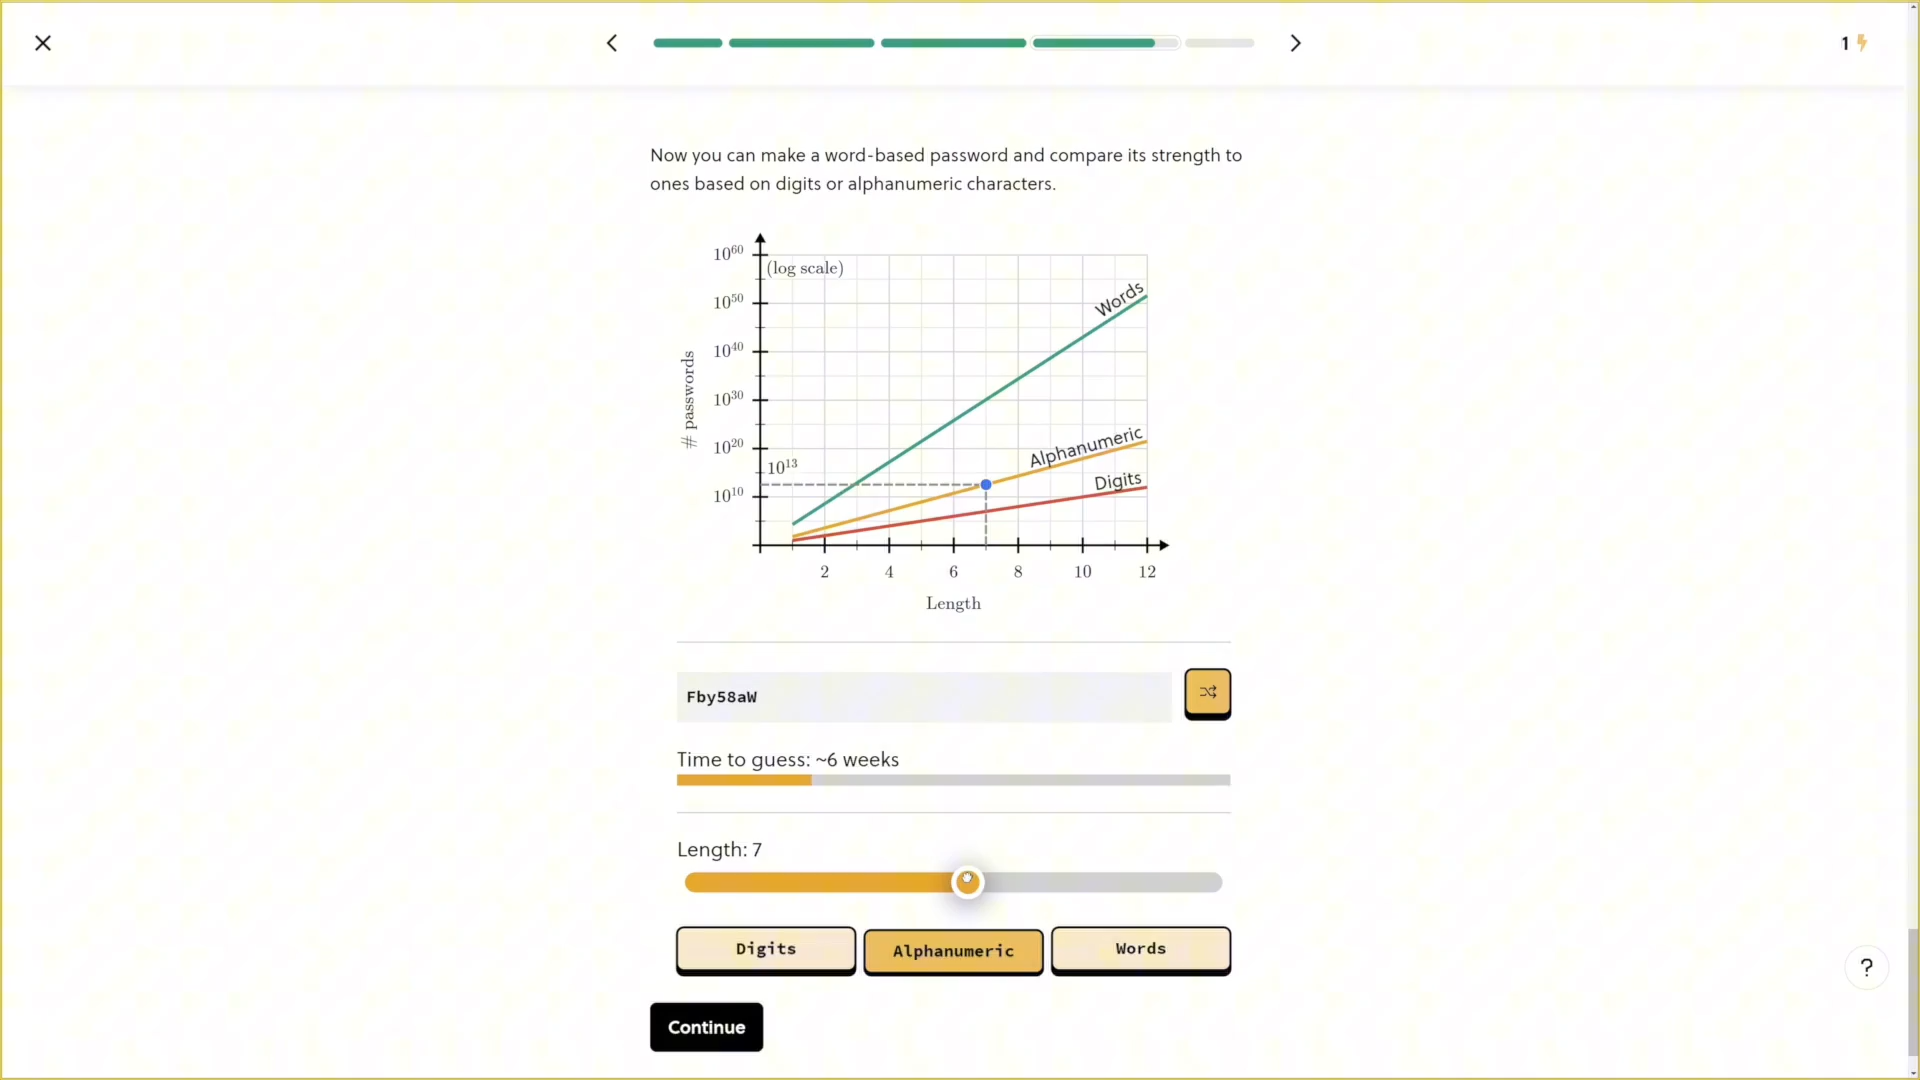 1
Now you can make a word-based password and compare its strength to
ones based on digits or alphanumeric characters.
10^60
(log scale)
10^50
10^40
10^30
10^20
10^13
10^10
# passwords
Words
Alphanumeric
Digits
2 4 6 8 10 12
Length
Fby58aW
Time to guess: ~6 weeks
Length: 7
Digits Alphanumeric Words
Continue
?